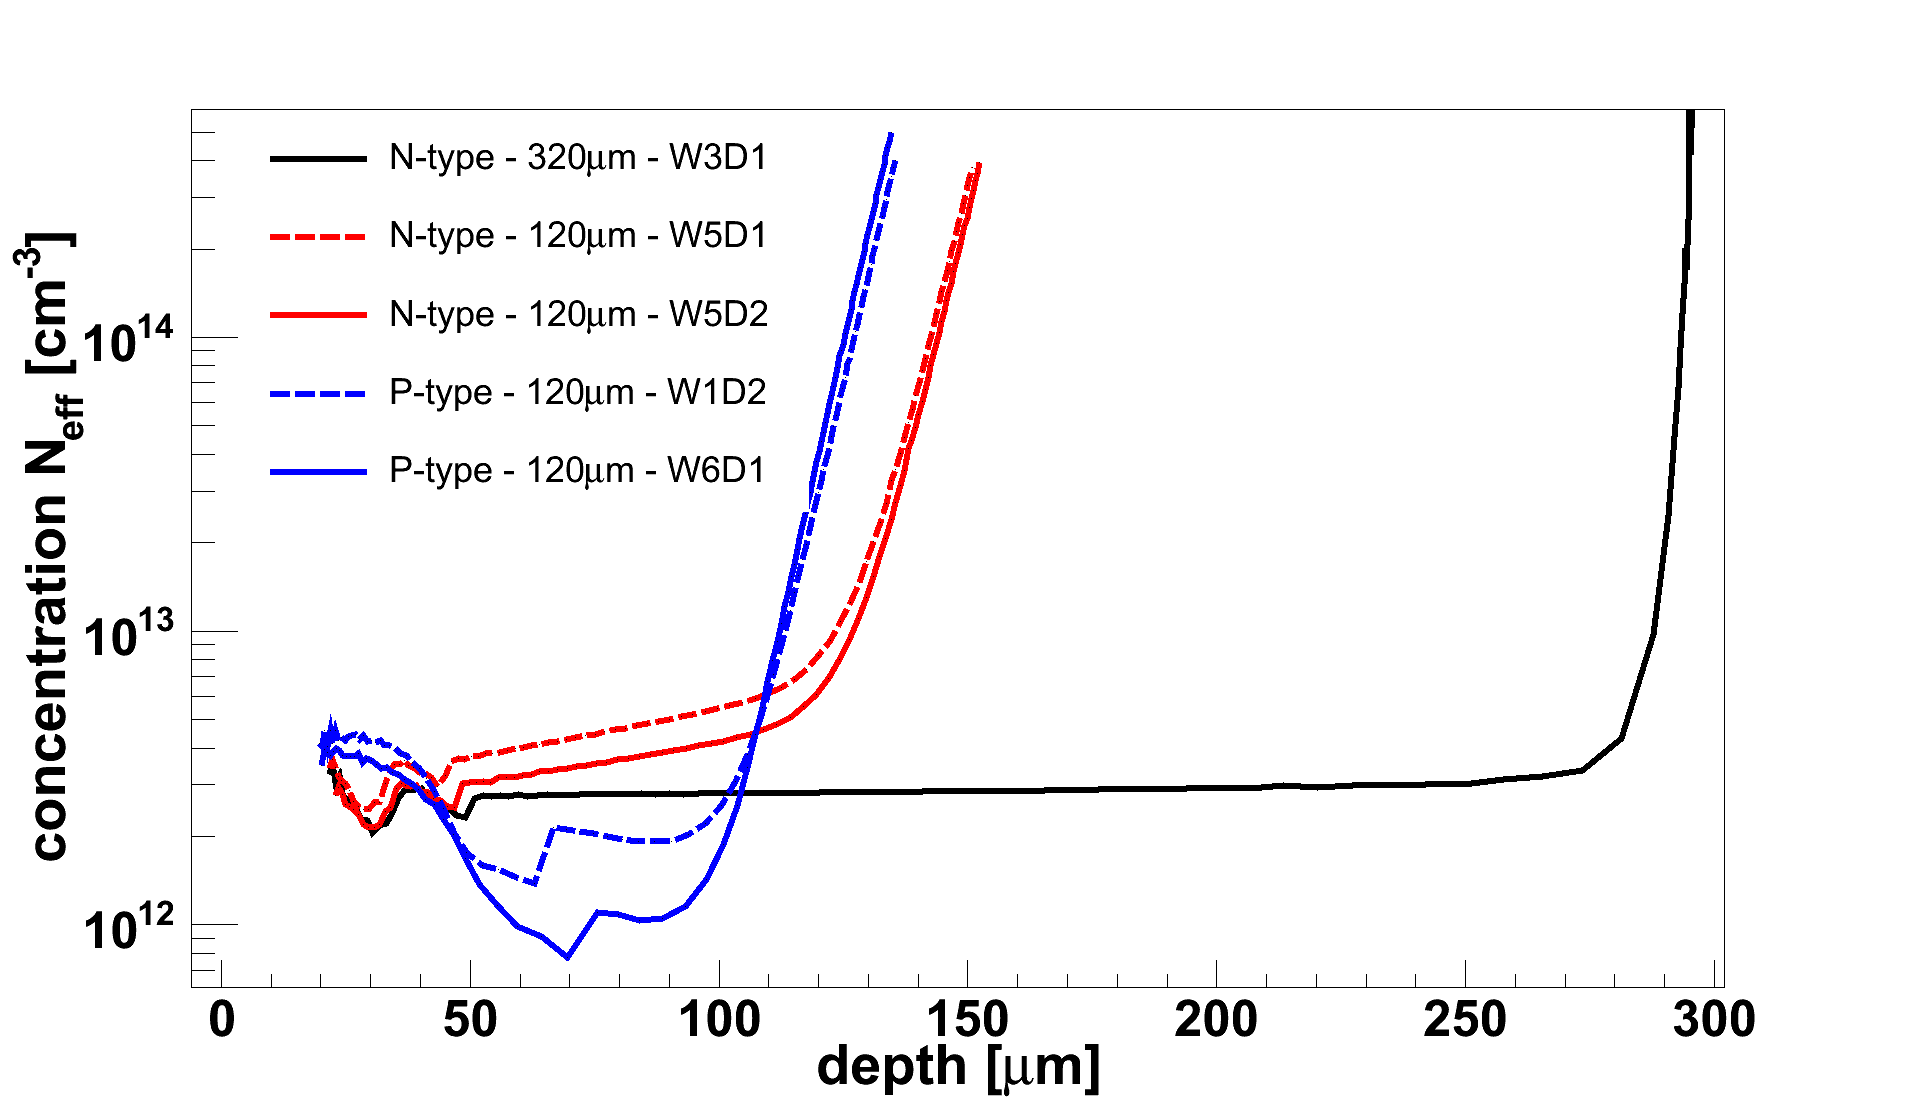 N-type - 320μm - W3D1
N-type - 120μm - W5D1
N-type - 120μm - W5D2
P-type - 120μm - W1D2
P-type - 120μm - W6D1
concentration N_eff [cm^-3]
10^14
10^13
10^12
0 50 100 150 200 250 300
depth [μm]